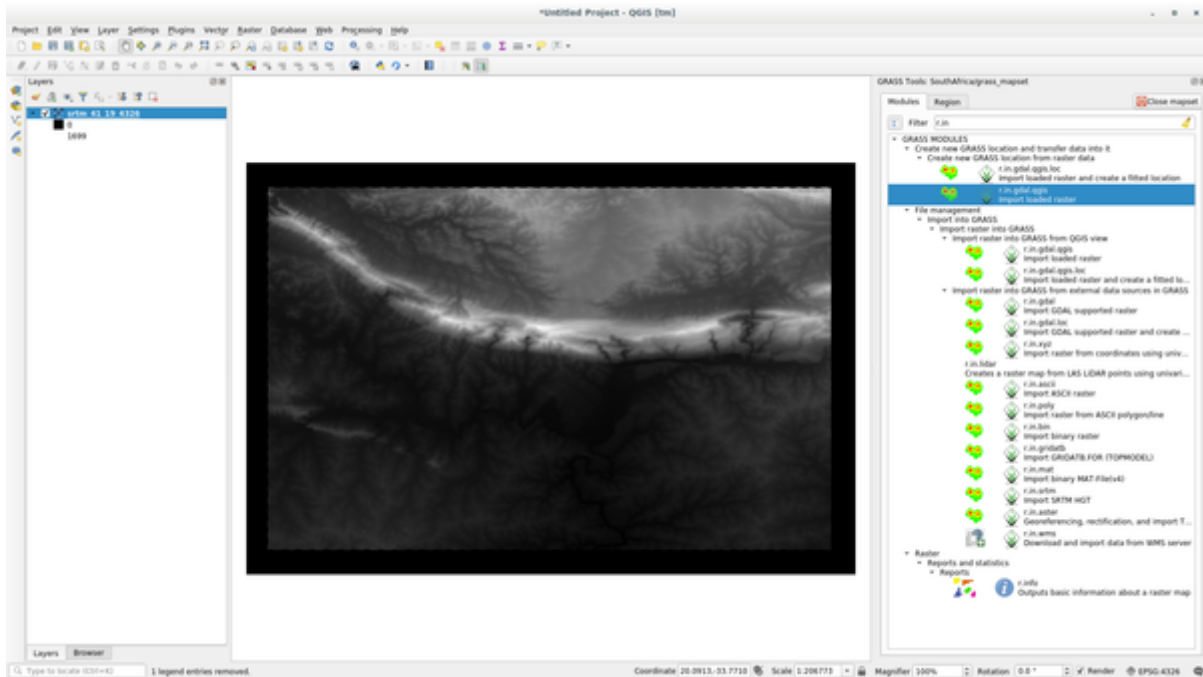 *Untitled Project - QGIS [tm]
Project Edit View Layer Settings Plugins Vector Raster Database Web Processing Help
Layers
srtm_41_19_4326
0
1699
Layers Browser
GRASS Tools: SouthAfrica/grass_mapset
Modules Region Close mapset
Filter r.in
GRASS MODULES
Create new GRASS location and transfer data into it
Create new GRASS location from raster data
r.in.gdal.qgis.loc
Import loaded raster and create a fitted location
r.in.gdal.qgis
Import loaded raster
File management
Import into GRASS
Import raster into GRASS
Import raster into GRASS from QGIS view
r.in.gdal.qgis
Import loaded raster
r.in.gdal.qgis.loc
Import loaded raster and create a fitted lo...
Import raster into GRASS from external data sources in GRASS
r.in.gdal
Import GDAL supported raster
r.in.gdal.loc
Import GDAL supported raster and create ...
r.in.xyz
Import raster from coordinates using univ...
r.in.lidar
Creates a raster map from LAS LiDAR points using univari...
r.in.ascii
Import ASCII raster
r.in.poly
Import raster from ASCII polygon/line
r.in.bin
Import binary raster
r.in.gridatb
Import GRIDATB.FOR (TOPMODEL)
r.in.mat
Import binary MAT-File(v4)
r.in.srtm
Import SRTM HGT
r.in.aster
Georeferencing, rectification, and import T...
r.in.wms
Download and import data from WMS server
Raster
Reports and statistics
Reports
r.info
Outputs basic information about a raster map
Type to locate (Ctrl+K) 1 legend entries removed. Coordinate 20.0913,-33.7710 Scale 1:206773 Magnifier 100% Rotation 0.0 ° Render EPSG:4326